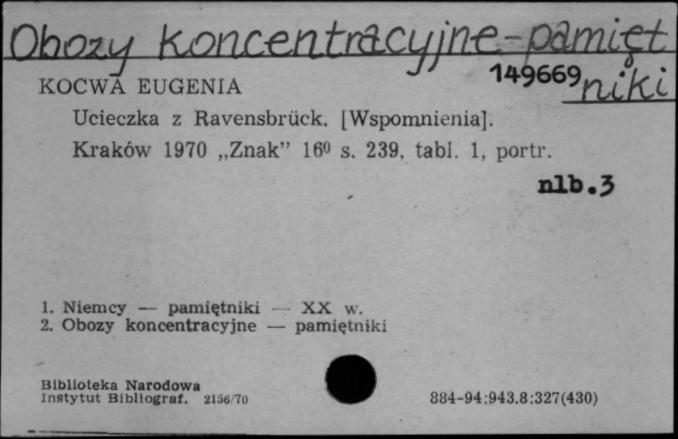 Obozy koncentracyjne - pamięt
niki
149669
KOCWA EUGENIA
Ucieczka z Ravensbrück. [Wspomnienia].
Kraków 1970 „Znak” 16⁰ s. 239, tabl. 1, portr.
nlb.3
1. Niemcy — pamiętniki — XX w.
2. Obozy koncentracyjne — pamiętniki
Biblioteka Narodowa
Instytut Bibliograf. 2156/70
884-94:943.8:327(430)